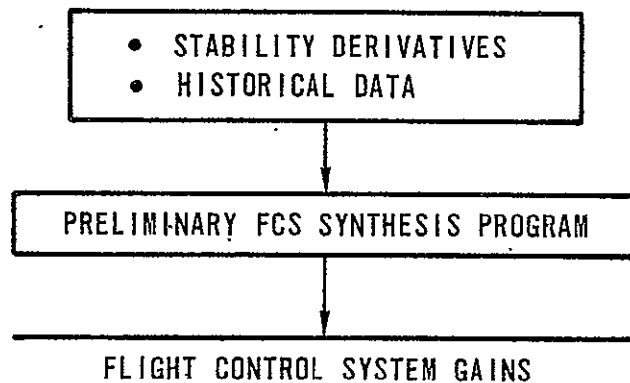 • STABILITY DERIVATIVES
• HISTORICAL DATA
PRELIMINARY FCS SYNTHESIS PROGRAM
FLIGHT CONTROL SYSTEM GAINS